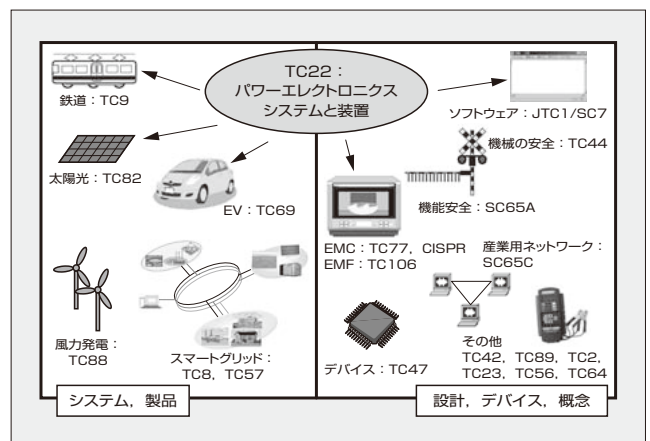 TC22：
パワーエレクトロニクス
システムと装置
鉄道：TC9
太陽光：TC82
EV：TC69
風力発電：
TC88
スマートグリッド：
TC8，TC57
システム，製品
ソフトウェア：JTC1/SC7
機械の安全：TC44
機能安全：SC65A
EMC：TC77，CISPR
EMF：TC106
産業用ネットワーク：
SC65C
デバイス：TC47
その他
TC42，TC89，TC2，
TC23，TC56，TC64
設計，デバイス，概念